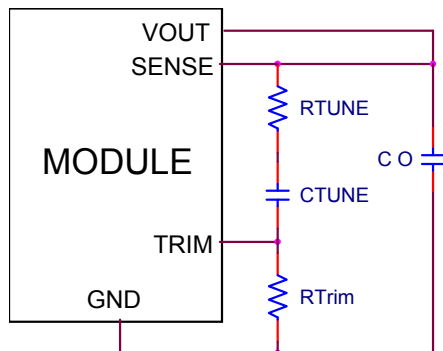 VOUT
SENSE
RTUNE
MODULE
C O
CTUNE
TRIM
RTrim
GND